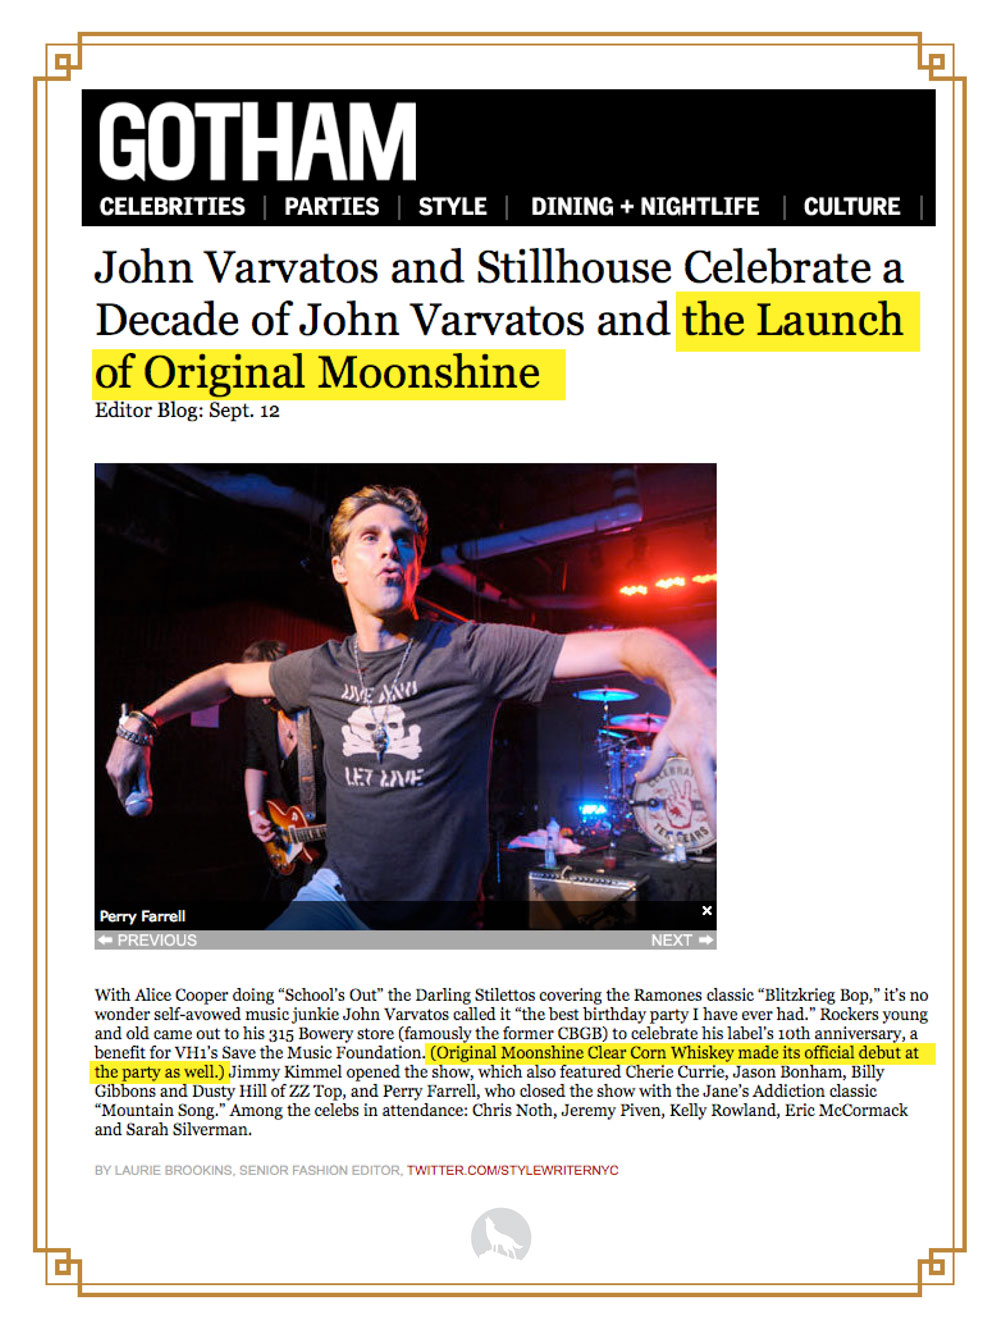 GOTHAM
CELEBRITIES | PARTIES | STYLE | DINING + NIGHTLIFE | CULTURE |
John Varvatos and Stillhouse Celebrate a
Decade of John Varvatos and the Launch
of Original Moonshine
Editor Blog: Sept. 12
LIVE AND
LET LIVE
CELEBRAT
TEN YEARS
Perry Farrell
PREVIOUS NEXT
With Alice Cooper doing “School’s Out” the Darling Stilettos covering the Ramones classic “Blitzkrieg Bop,” it’s no
wonder self-avowed music junkie John Varvatos called it “the best birthday party I have ever had.” Rockers young
and old came out to his 315 Bowery store (famously the former CBGB) to celebrate his label’s 10th anniversary, a
benefit for VH1’s Save the Music Foundation. (Original Moonshine Clear Corn Whiskey made its official debut at
the party as well.) Jimmy Kimmel opened the show, which also featured Cherie Currie, Jason Bonham, Billy
Gibbons and Dusty Hill of ZZ Top, and Perry Farrell, who closed the show with the Jane’s Addiction classic
“Mountain Song.” Among the celebs in attendance: Chris Noth, Jeremy Piven, Kelly Rowland, Eric McCormack
and Sarah Silverman.
BY LAURIE BROOKINS, SENIOR FASHION EDITOR, TWITTER.COM/STYLEWRITERNYC